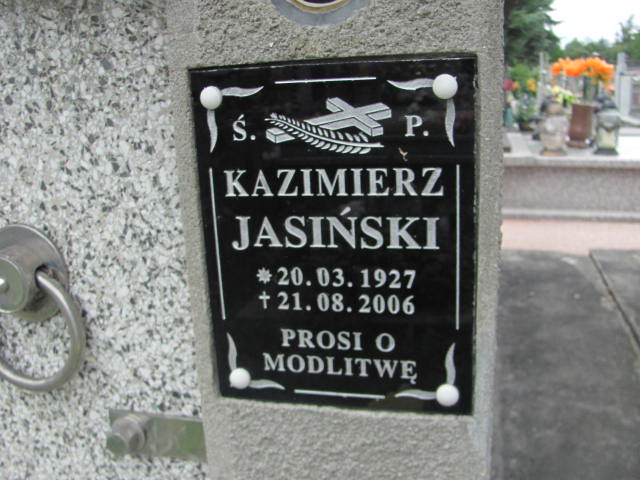 Ś. P.
KAZIMIERZ
JASIŃSKI
* 20.03.1927
† 21.08.2006
PROSI O
MODLITWĘ